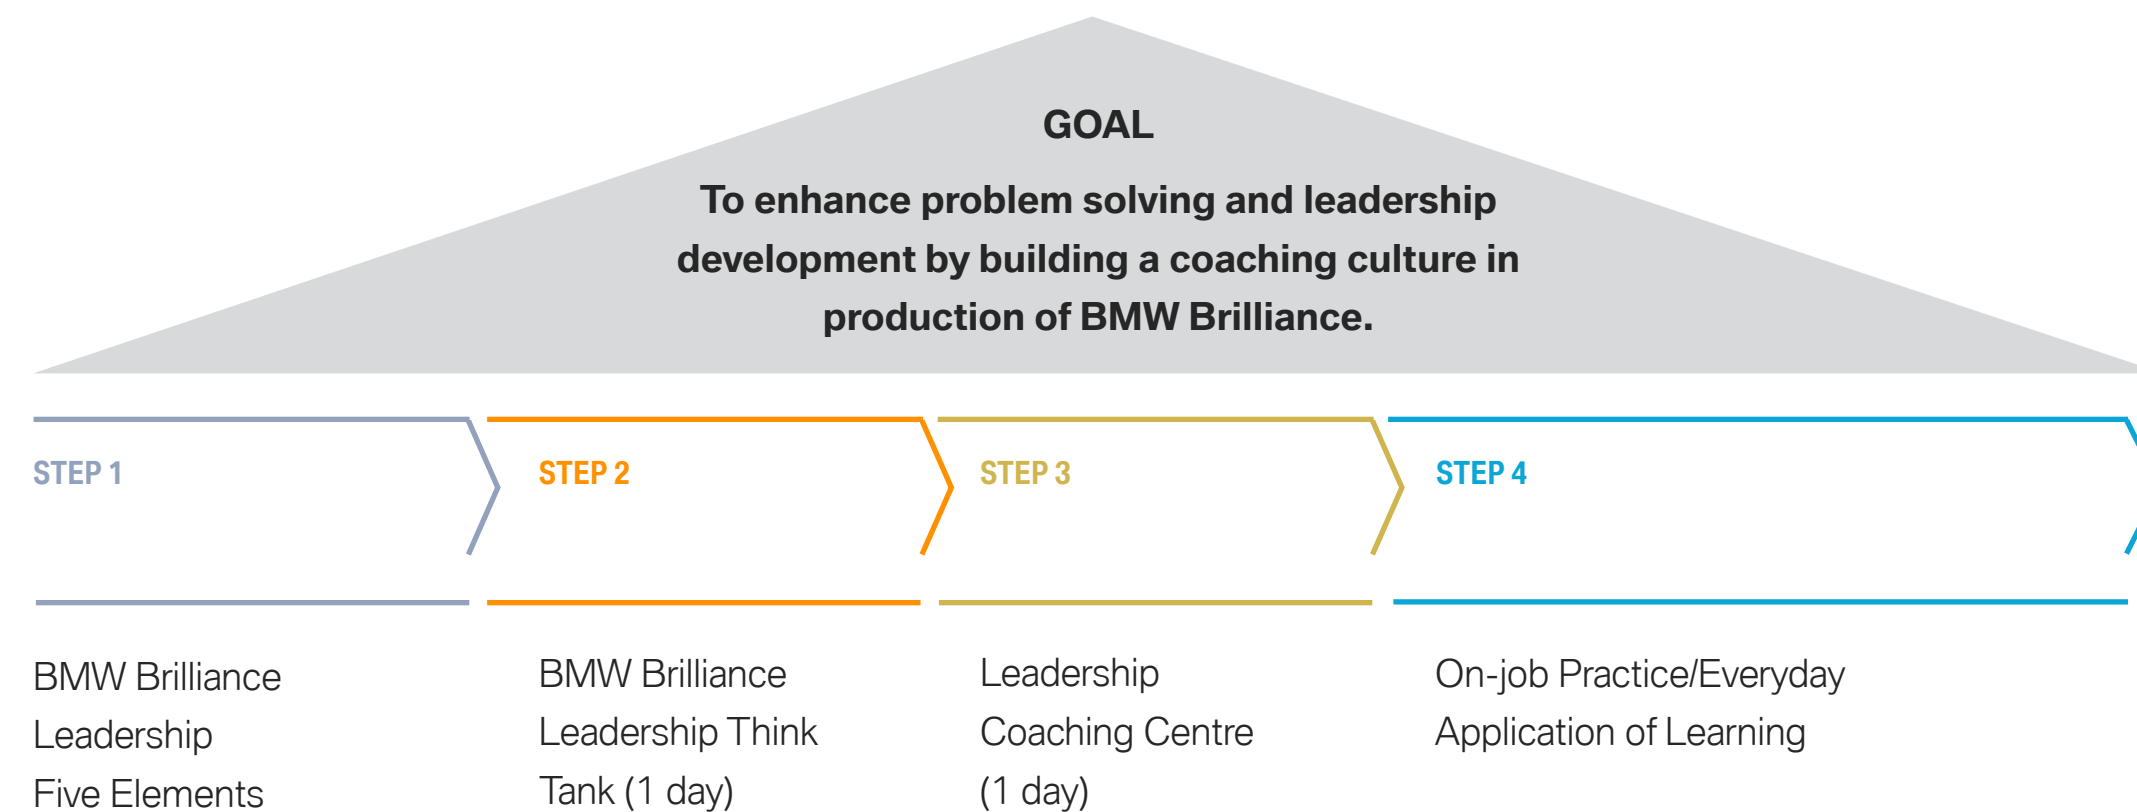 GOAL
To enhance problem solving and leadership
development by building a coaching culture in
production of BMW Brilliance.
STEP 1
STEP 2
STEP 3
STEP 4
BMW Brilliance
Leadership
Five Elements
BMW Brilliance
Leadership Think
Tank (1 day)
Leadership
Coaching Centre
(1 day)
On-job Practice/Everyday
Application of Learning